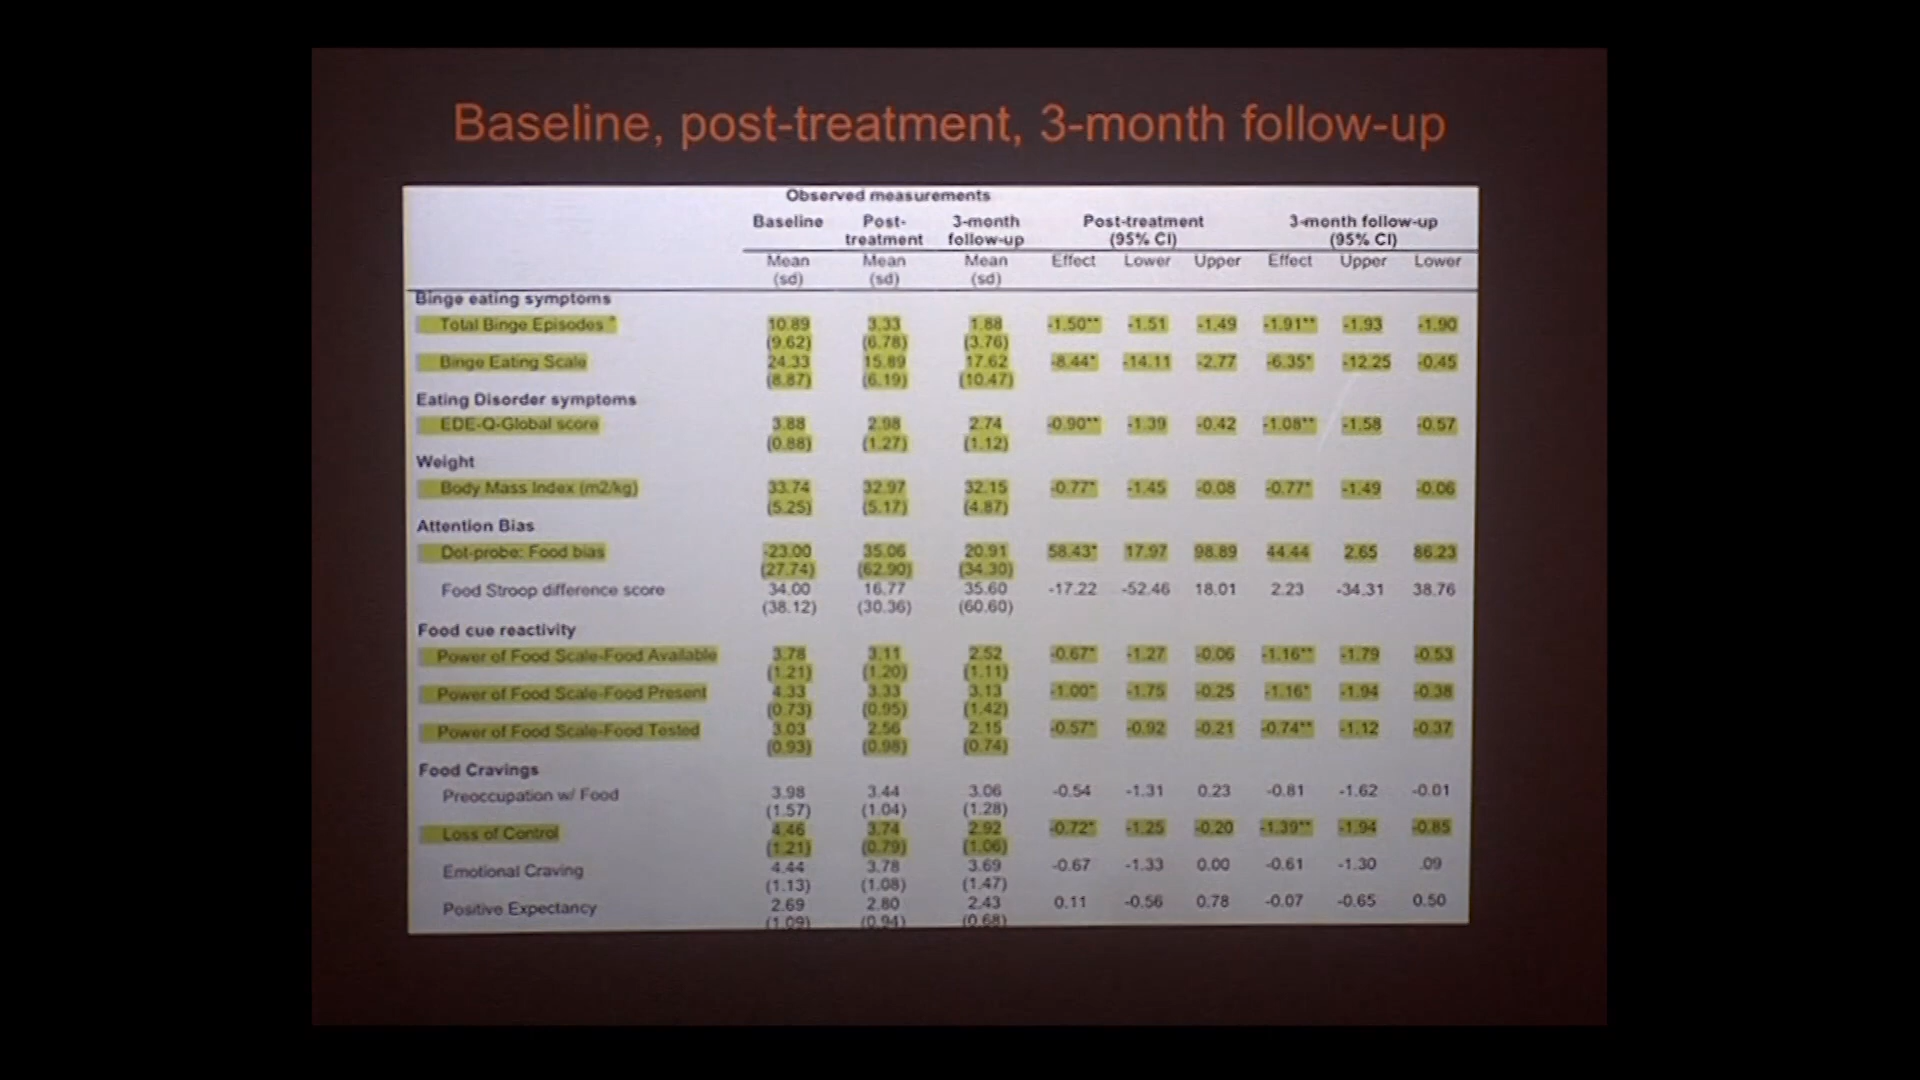 Baseline, post-treatment, 3-month follow-up
Observed measurements
Baseline Post-treatment 3-month follow-up Post-treatment (95% CI) 3-month follow-up (95% CI)
Mean (sd) Mean (sd) Mean (sd) Effect Lower Upper Effect Upper Lower
Binge eating symptoms
Total Binge Episodes 10.89 3.33 1.88 -1.50** -1.51 -1.49 -1.91** -1.93 -1.90
(9.62) (6.78) (3.76)
Binge Eating Scale 24.33 15.89 17.62 -8.44* -14.11 -2.77 -6.35* -12.25 -0.45
(8.87) (6.19) (10.47)
Eating Disorder symptoms
EDE-Q-Global score 3.88 2.98 2.74 -0.90** -1.39 -0.42 -1.08** -1.58 -0.57
(0.88) (1.27) (1.12)
Weight
Body Mass Index (m2/kg) 33.74 32.97 32.15 -0.77* -1.45 -0.08 -0.77* -1.49 -0.06
(5.25) (5.17) (4.87)
Attention Bias
Dot-probe: Food bias -23.00 35.06 20.91 58.43* 17.97 98.89 44.44 2.65 86.23
(27.74) (62.90) (34.30)
Food Stroop difference score 34.00 16.77 35.60 -17.22 -52.46 18.01 2.23 -34.31 38.76
(38.12) (30.36) (60.60)
Food cue reactivity
Power of Food Scale-Food Available 3.78 3.11 2.52 -0.67* -1.27 -0.06 -1.16** -1.79 -0.53
(1.21) (1.20) (1.11)
Power of Food Scale-Food Present 4.33 3.33 3.13 -1.00* -1.75 -0.25 -1.16* -1.94 -0.38
(0.73) (0.95) (1.42)
Power of Food Scale-Food Tested 3.03 2.56 2.15 -0.57* -0.92 -0.21 -0.74** -1.12 -0.37
(0.93) (0.98) (0.74)
Food Cravings
Preoccupation w/ Food 3.98 3.44 3.06 -0.54 -1.31 0.23 -0.81 -1.62 -0.01
(1.57) (1.04) (1.28)
Loss of Control 4.46 3.74 2.92 -0.72* -1.25 -0.20 -1.39** -1.94 -0.85
(1.21) (0.79) (1.06)
Emotional Craving 4.44 3.78 3.69 -0.67 -1.33 0.00 -0.61 -1.30 .09
(1.13) (1.08) (1.47)
Positive Expectancy 2.69 2.80 2.43 0.11 -0.56 0.78 -0.07 -0.65 0.50
(1.09) (0.94) (0.68)